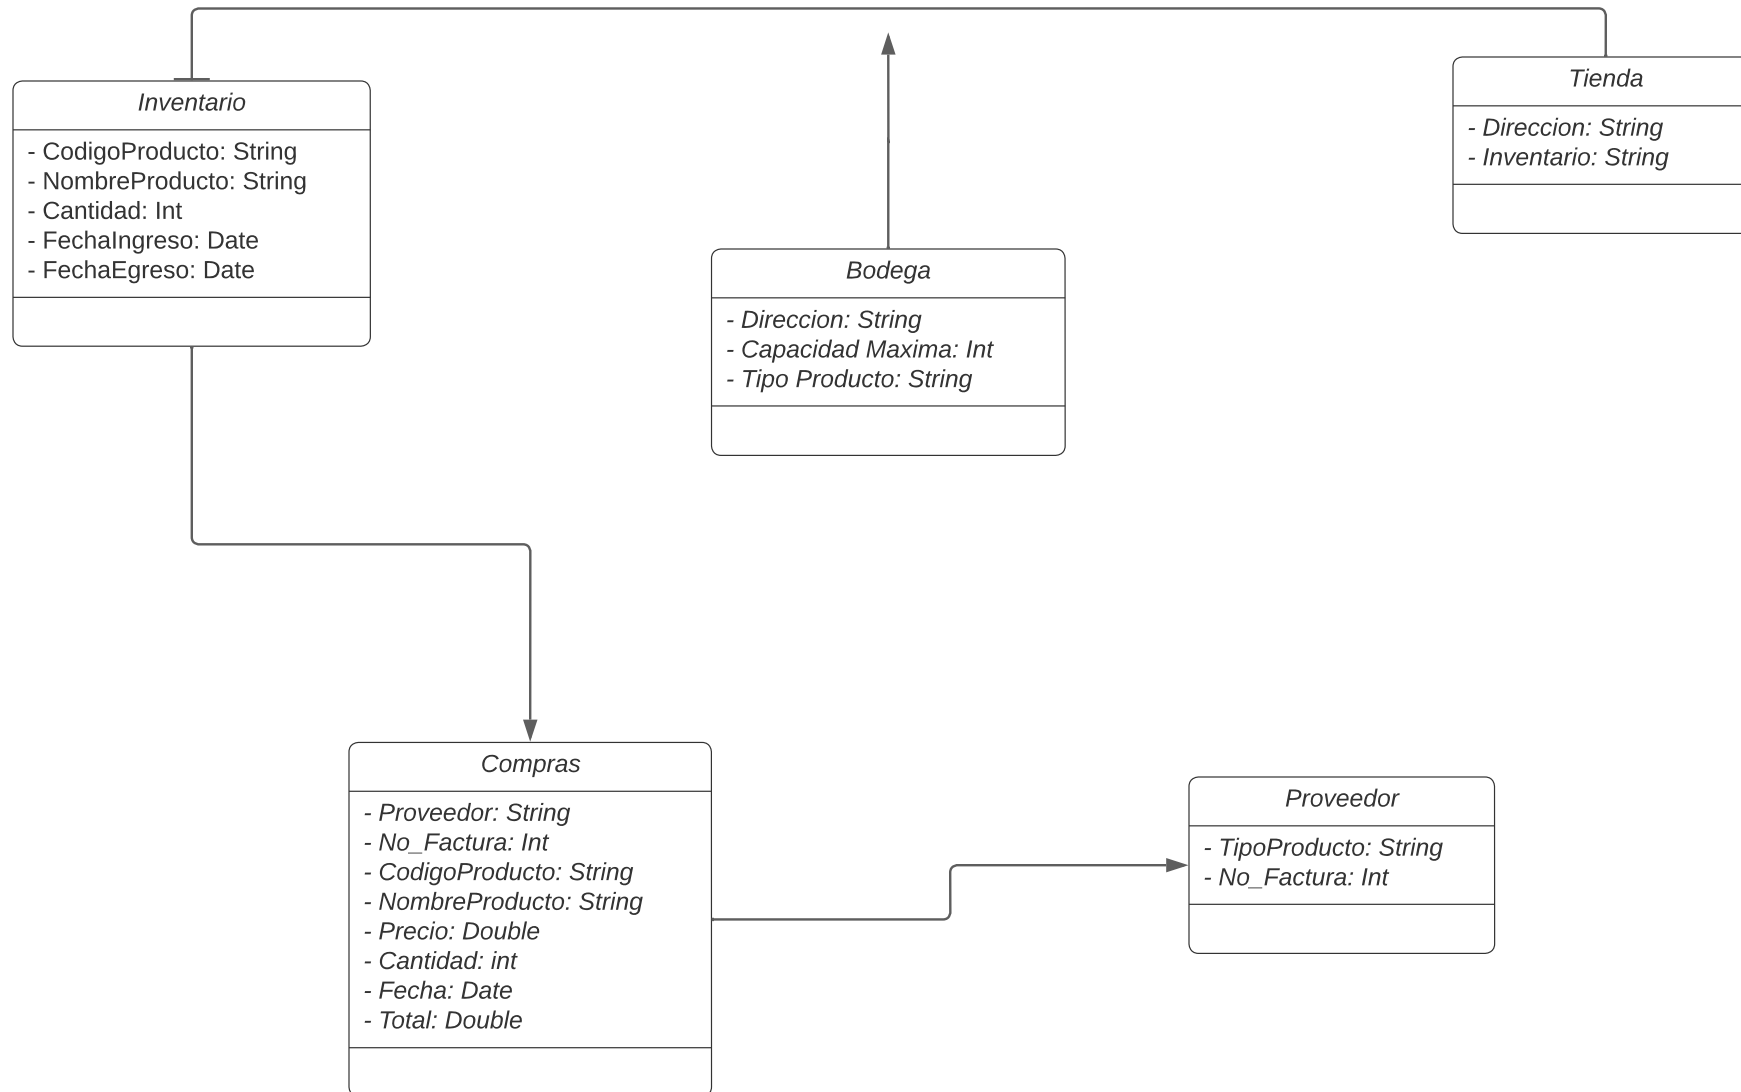 Inventario
- CodigoProducto: String
- NombreProducto: String
- Cantidad: Int
- FechaIngreso: Date
- FechaEgreso: Date
Tienda
- Direccion: String
- Inventario: String
Bodega
- Direccion: String
- Capacidad Maxima: Int
- Tipo Producto: String
Compras
- Proveedor: String
- No_Factura: Int
- CodigoProducto: String
- NombreProducto: String
- Precio: Double
- Cantidad: int
- Fecha: Date
- Total: Double
Proveedor
- TipoProducto: String
- No_Factura: Int